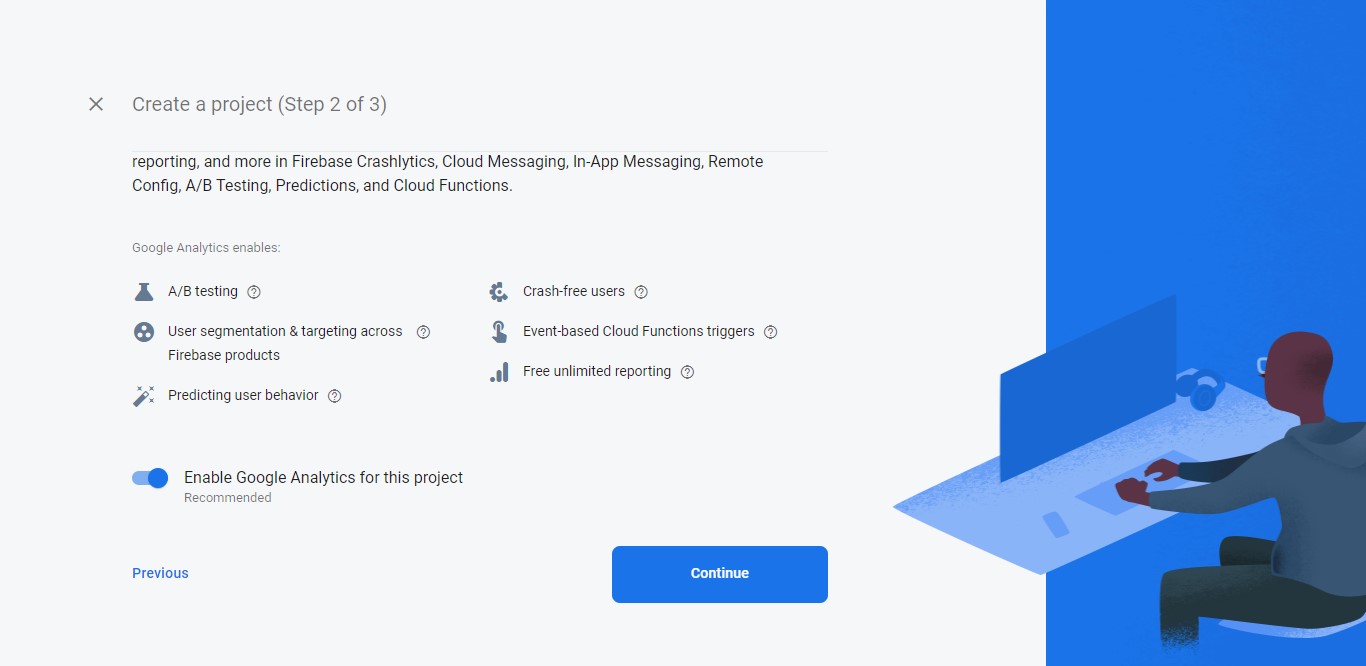 Create a project (Step 2 of 3)
reporting, and more in Firebase Crashlytics, Cloud Messaging, In-App Messaging, Remote
Config, A/B Testing, Predictions, and Cloud Functions.
Google Analytics enables:
A/B testing
Crash-free users
User segmentation & targeting across
Firebase products
Event-based Cloud Functions triggers
Free unlimited reporting
Predicting user behavior
Enable Google Analytics for this project
Recommended
Previous
Continue